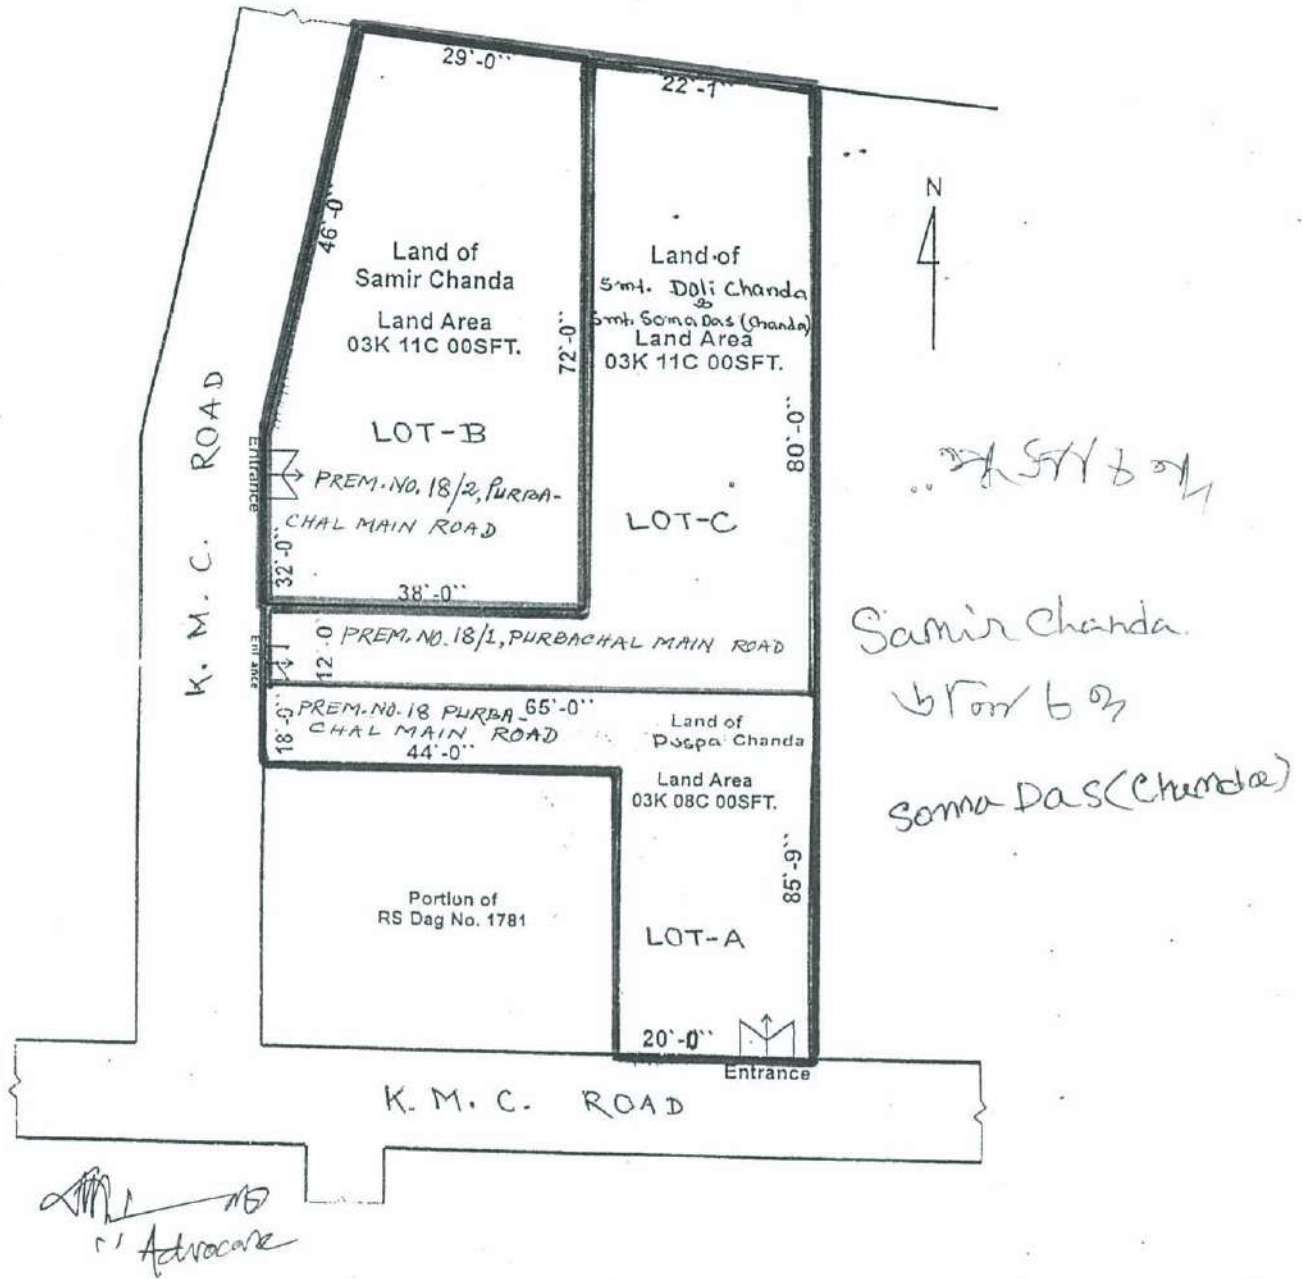 29'-0''
22'-1''
N
46'-0''
Land of
Samir Chanda
Land Area
03K 11C 00SFT.
72'-0''
Land of
Smt. Doli Chanda
&
Smt. Soma Das (Chanda)
Land Area
03K 11C 00SFT.
80'-0''
K. M. C. ROAD
LOT-B
Entrance
PREM. NO. 18/2, PURBA-
CHAL MAIN ROAD
LOT-C
32'-0''
38'-0''
Entrance
12'-0
PREM. NO. 18/1, PURBACHAL MAIN ROAD
Samir Chanda.
18'-0''
PREM. NO. 18 PURBA-
CHAL MAIN ROAD
65'-0''
44'-0''
Land of
Puspa Chanda
Land Area
03K 08C 00SFT.
Soma Das (Chanda)
85'-9''
Portion of
RS Dag No. 1781
LOT-A
20'-0''
Entrance
K. M. C. ROAD
Advocate